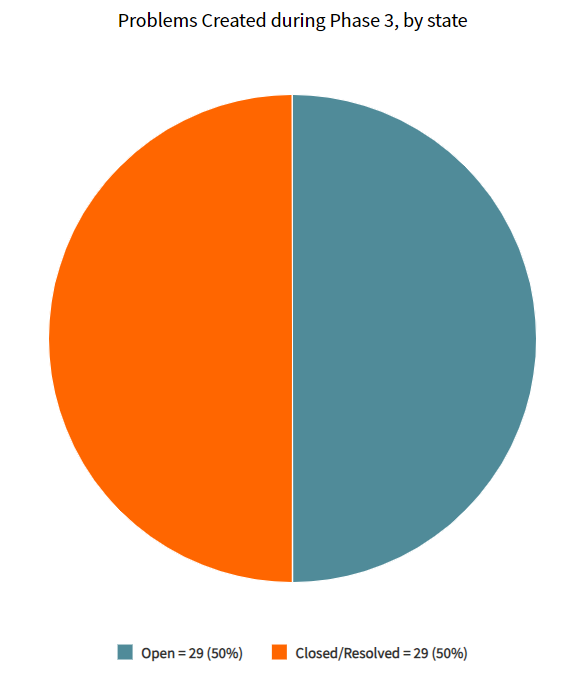 Problems Created during Phase 3, by state
Open = 29 (50%) Closed/Resolved = 29 (50%)